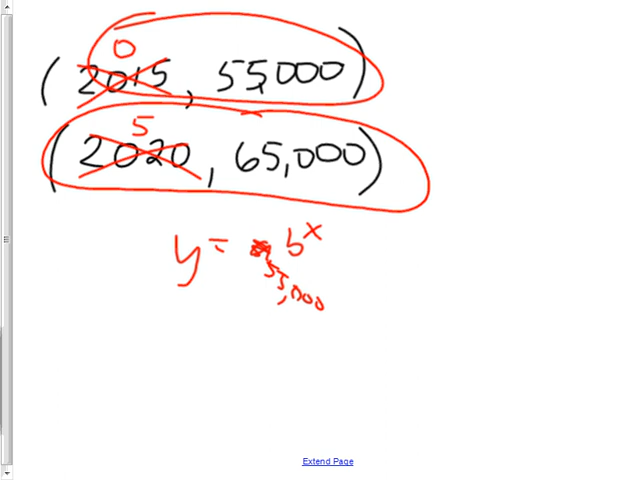 0
(2015, 55,000)
5
(2020, 65,000)
y = b^x
55,000
Extend Page